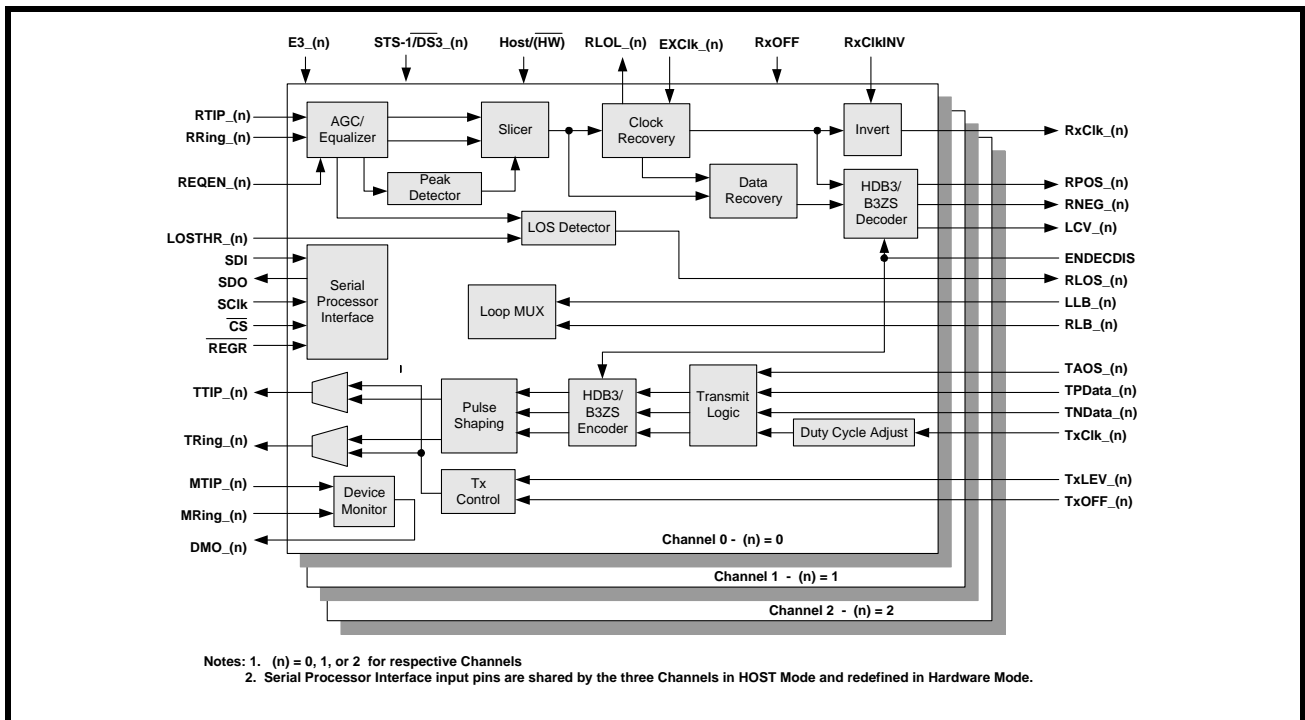 E3_(n) STS-1/DS3_(n) Host/(HW) RLOL_(n) EXClk_(n) RxOFF RxClkINV
RTIP_(n)
RRing_(n)
REQEN_(n)
LOSTHR_(n)
SDI
SDO
SClk
CS
REGR
TTIP_(n)
TRing_(n)
MTIP_(n)
MRing_(n)
DMO_(n)
AGC/
Equalizer
Peak
Detector
Slicer
Clock
Recovery
Invert
Data
Recovery
HDB3/
B3ZS
Decoder
LOS Detector
Serial
Processor
Interface
Loop MUX
Pulse
Shaping
HDB3/
B3ZS
Encoder
Transmit
Logic
Duty Cycle Adjust
Tx
Control
Device
Monitor
RxClk_(n)
RPOS_(n)
RNEG_(n)
LCV_(n)
ENDECDIS
RLOS_(n)
LLB_(n)
RLB_(n)
TAOS_(n)
TPData_(n)
TNData_(n)
TxClk_(n)
TxLEV_(n)
TxOFF_(n)
Channel 0 - (n) = 0
Channel 1 - (n) = 1
Channel 2 - (n) = 2
Notes: 1. (n) = 0, 1, or 2 for respective Channels
2. Serial Processor Interface input pins are shared by the three Channels in HOST Mode and redefined in Hardware Mode.